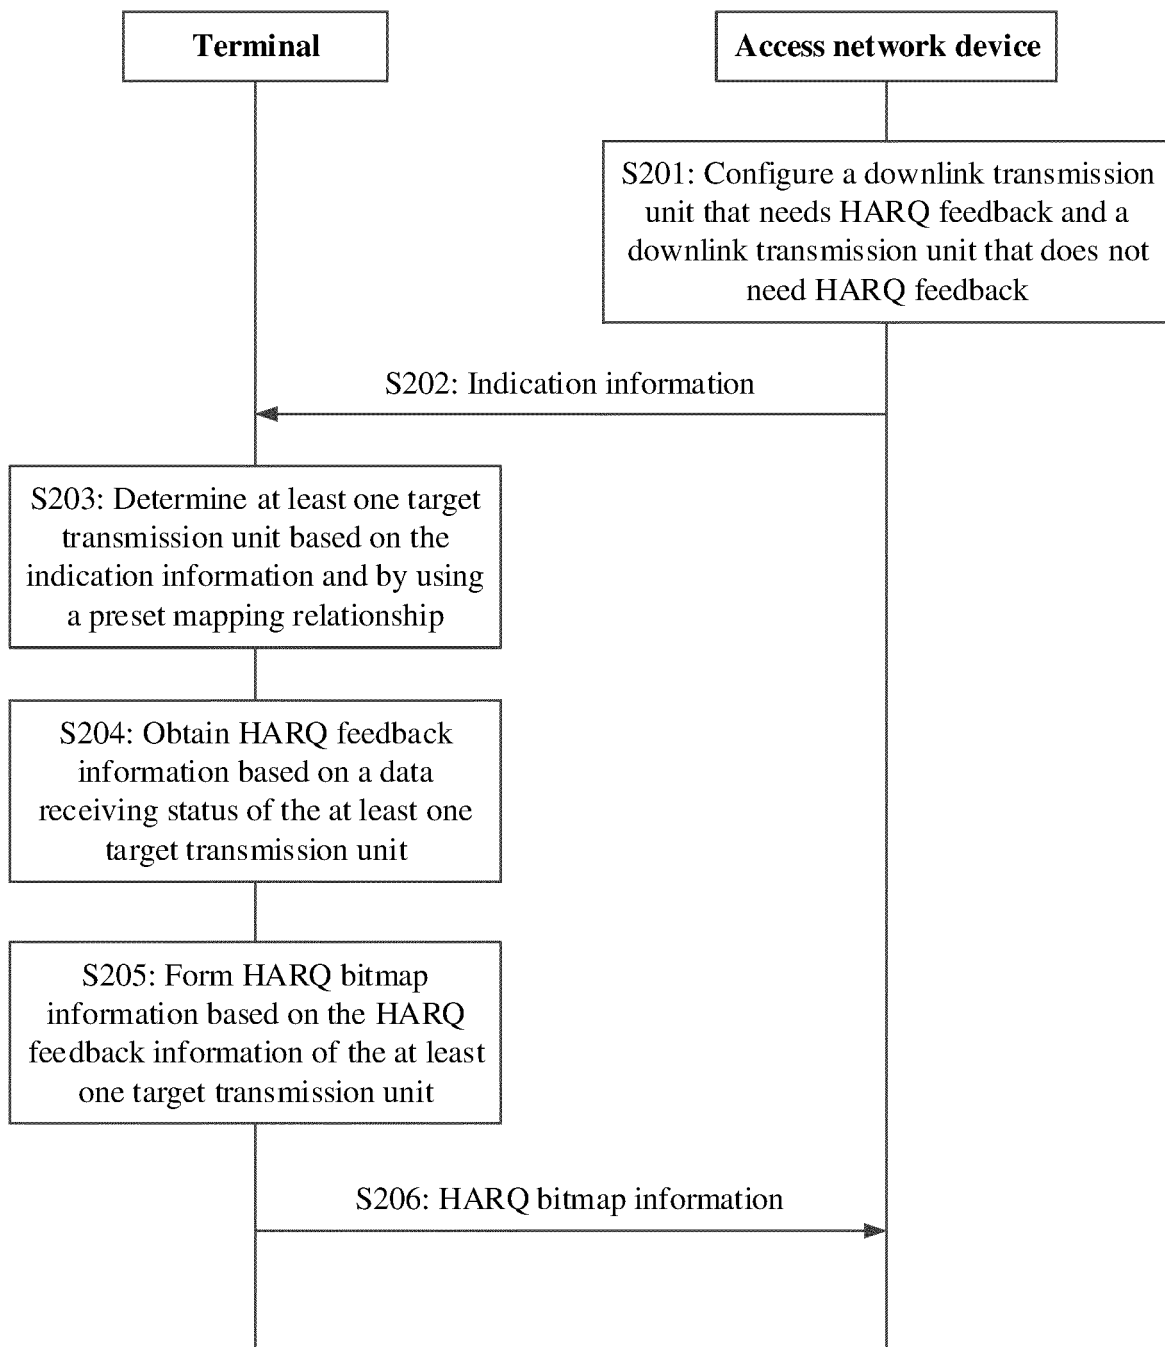 Terminal
Access network device
S201: Configure a downlink transmission
unit that needs HARQ feedback and a
downlink transmission unit that does not
need HARQ feedback
S202: Indication information
S203: Determine at least one target
transmission unit based on the
indication information and by using
a preset mapping relationship
S204: Obtain HARQ feedback
information based on a data
receiving status of the at least one
target transmission unit
S205: Form HARQ bitmap
information based on the HARQ
feedback information of the at least
one target transmission unit
S206: HARQ bitmap information